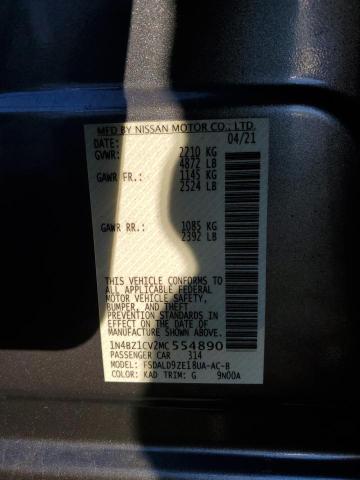 MFD BY NISSAN MOTOR CO., LTD.
DATE: 04/21
GVWR: 2210 KG
4872 LB
GAWR FR.: 1145 KG
2524 LB
GAWR RR.: 1085 KG
2392 LB
THIS VEHICLE CONFORMS
TO ALL APPLICABLE FEDERAL
MOTOR VEHICLE SAFETY,
BUMPER, AND THEFT
PREVENTION STANDARDS
IN EFFECT ON THE DATE OF
MANUFACTURE SHOWN ABOVE.
1N4BZ1CV2MC554890
PASSENGER CAR 314
MODEL: FSDALD9ZE18UA-AC-B
COLOR: KAD TRIM: G 9N00A